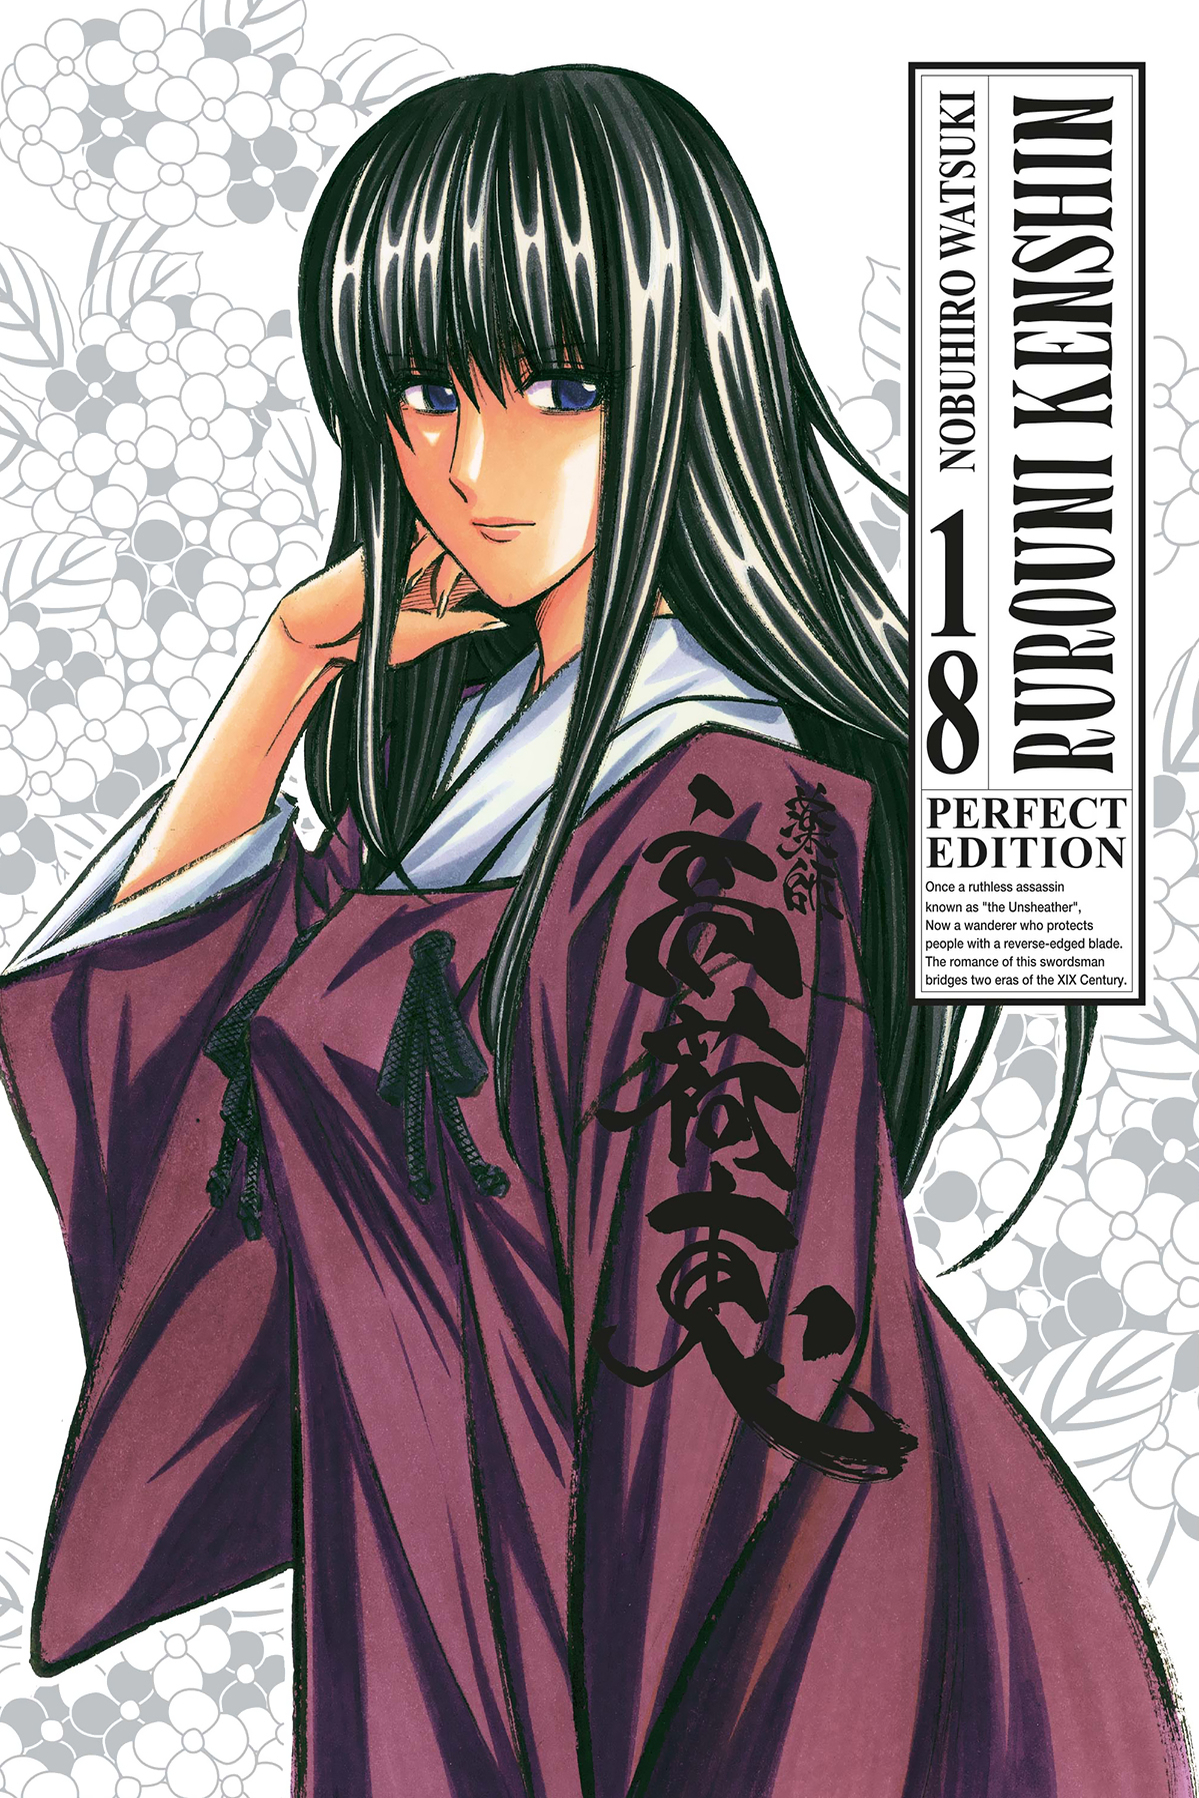 RUROUNI KENSHIN
NOBUHIRO WATSUKI
18
PERFECT
EDITION
Once a ruthless assassin
known as "the Unsheather",
Now a wanderer who protects
people with a reverse-edged blade.
The romance of this swordsman
bridges two eras of the XIX Century.
薬師
高荷恵